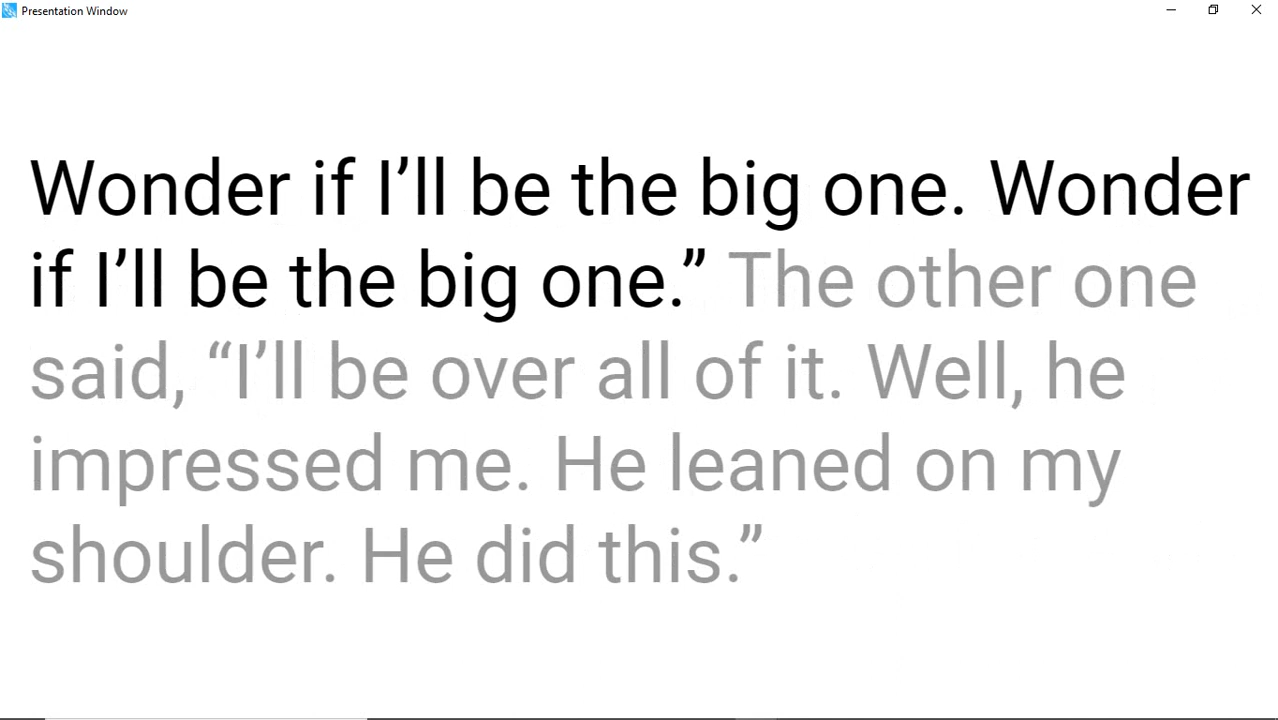 Presentation Window
Wonder if I’ll be the big one. Wonder
if I’ll be the big one.” The other one
said, “I’ll be over all of it. Well, he
impressed me. He leaned on my
shoulder. He did this.”